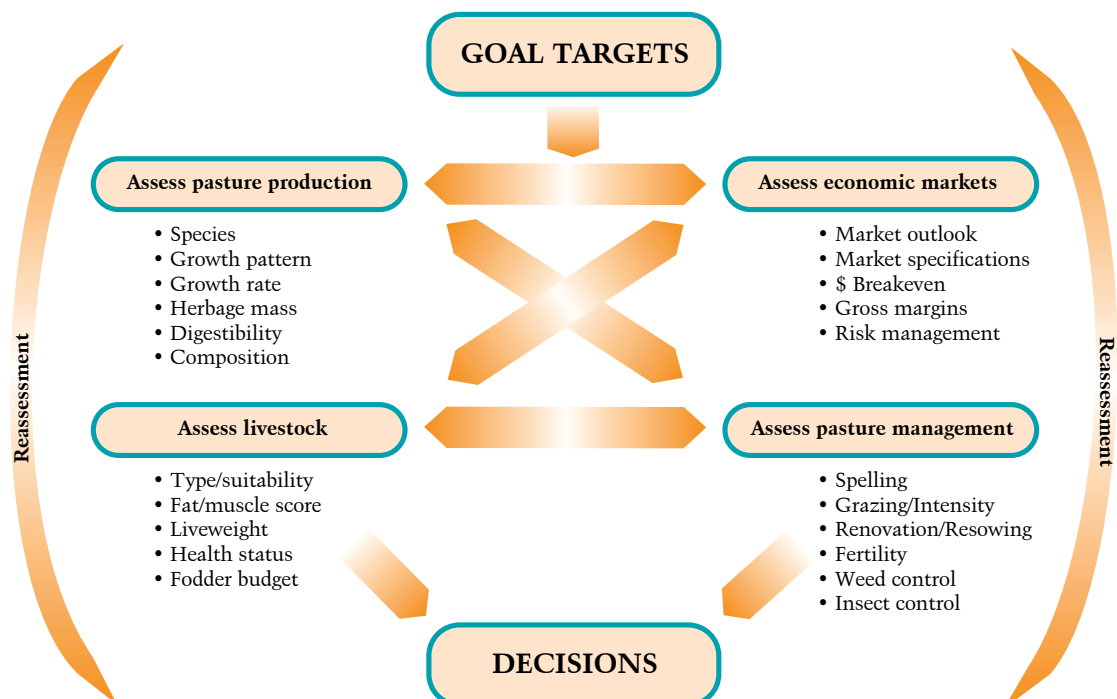 GOAL TARGETS
Assess pasture production
• Species
• Growth pattern
• Growth rate
• Herbage mass
• Digestibility
• Composition
Assess economic markets
• Market outlook
• Market specifications
• $ Breakeven
• Gross margins
• Risk management
Reassessment
Reassessment
Assess livestock
• Type/suitability
• Fat/muscle score
• Liveweight
• Health status
• Fodder budget
Assess pasture management
• Spelling
• Grazing/Intensity
• Renovation/Resowing
• Fertility
• Weed control
• Insect control
DECISIONS